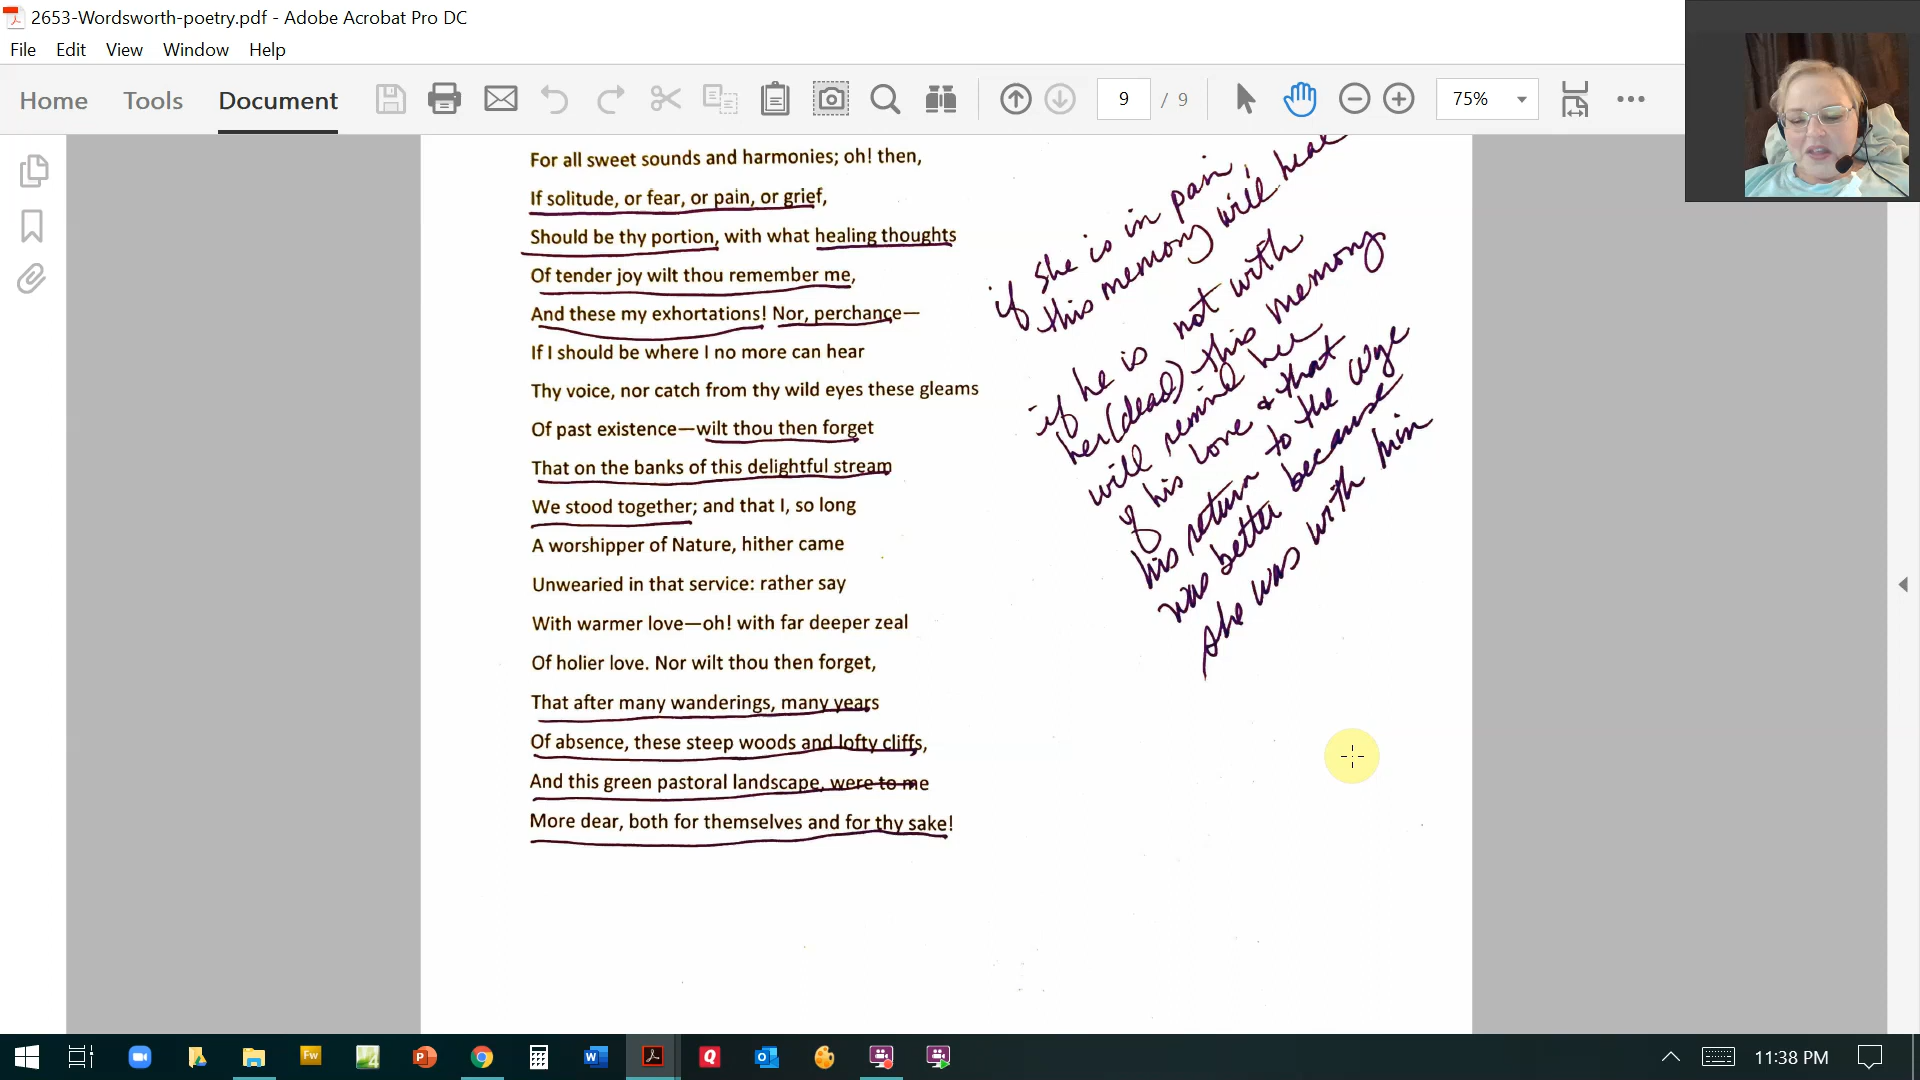 2653-Wordsworth-poetry.pdf - Adobe Acrobat Pro DC
File Edit View Window Help
Home Tools Document 9 / 9 75%
For all sweet sounds and harmonies; oh! then,
If solitude, or fear, or pain, or grief,
Should be thy portion, with what healing thoughts
Of tender joy wilt thou remember me,
And these my exhortations! Nor, perchance—
If I should be where I no more can hear
Thy voice, nor catch from thy wild eyes these gleams
Of past existence—wilt thou then forget
That on the banks of this delightful stream
We stood together; and that I, so long
A worshipper of Nature, hither came
Unwearied in that service: rather say
With warmer love—oh! with far deeper zeal
Of holier love. Nor wilt thou then forget,
That after many wanderings, many years
Of absence, these steep woods and lofty cliffs,
And this green pastoral landscape, were to me
More dear, both for themselves and for thy sake!
if she is in pain,
this memory will heal
if he is not with
her (dead) this memory
will remind her
of his love & that
his return to the Wye
was better because
she was with him
Fw
4
P
W
Q
O
11:38 PM